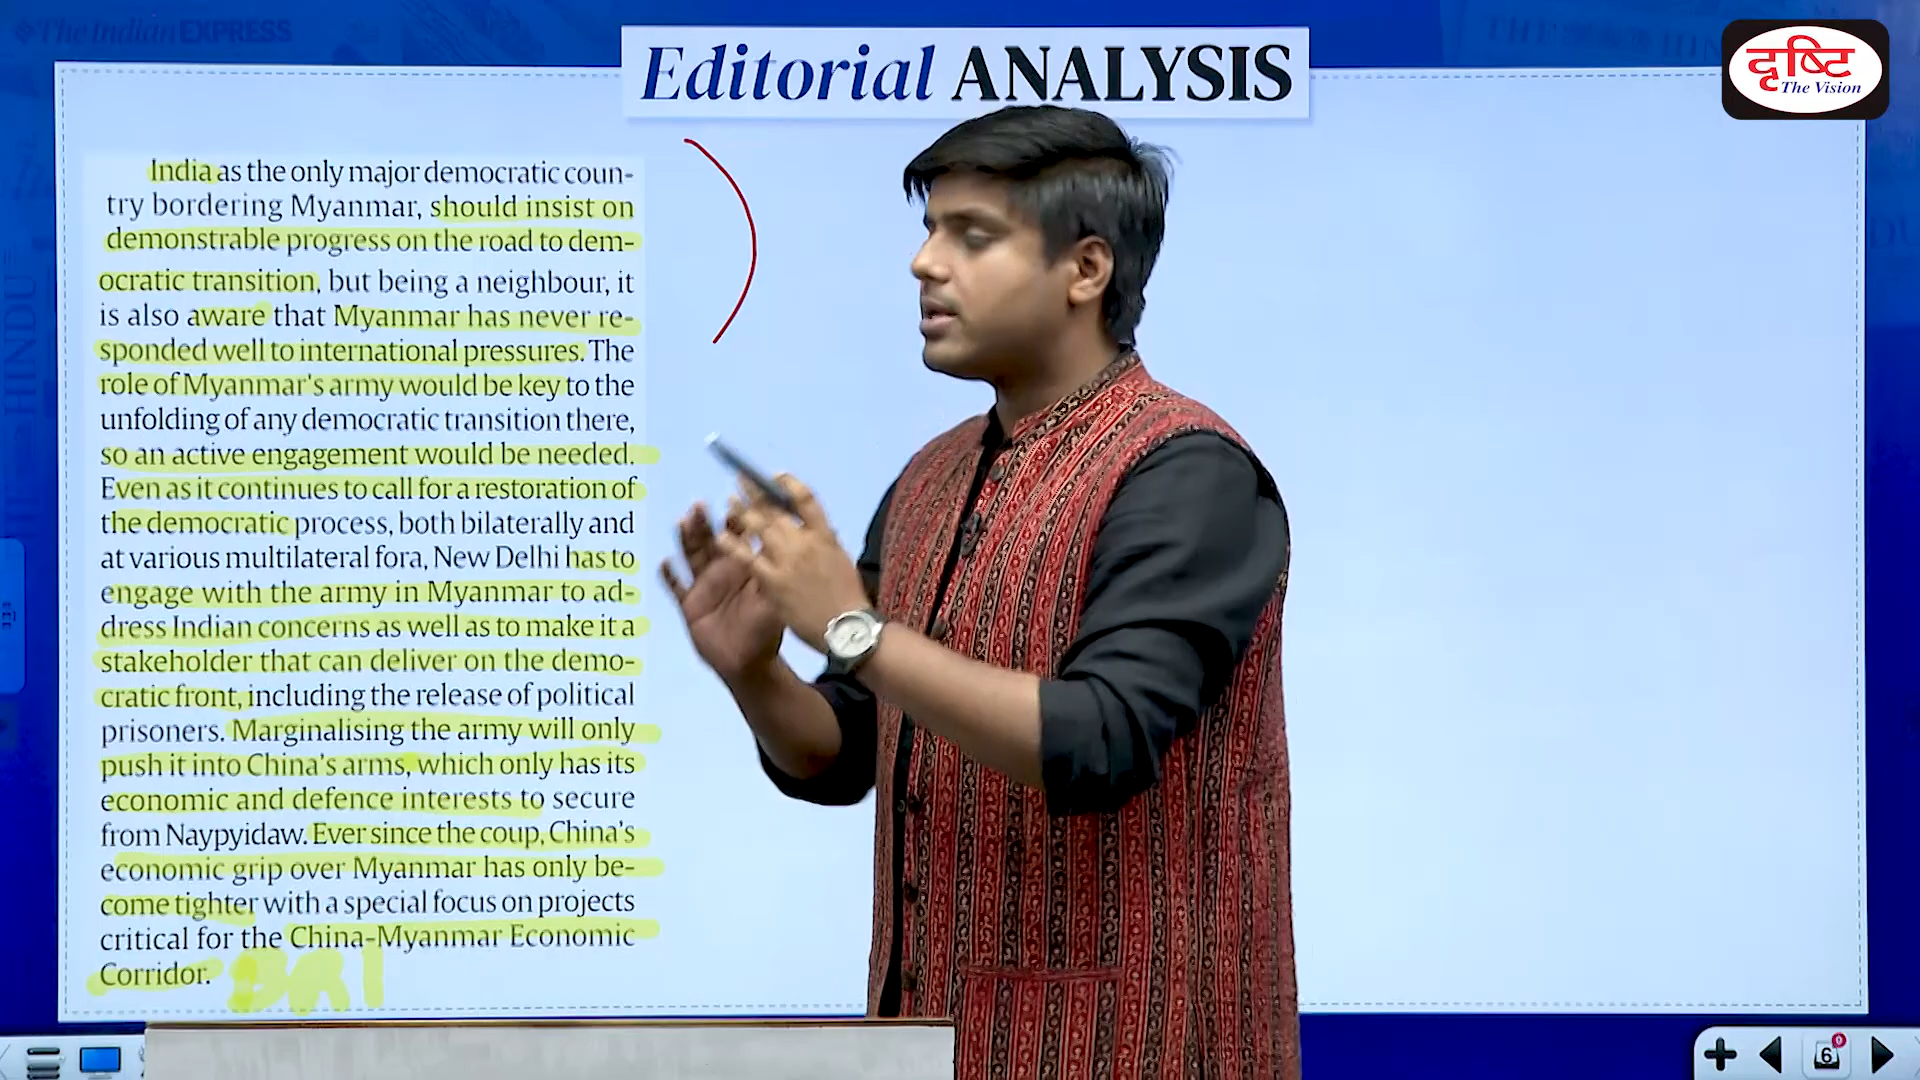 The Indian EXPRESS
Editorial ANALYSIS
दृष्टि
The Vision
India as the only major democratic coun-
try bordering Myanmar, should insist on
demonstrable progress on the road to dem-
ocratic transition, but being a neighbour, it
is also aware that Myanmar has never re-
sponded well to international pressures. The
role of Myanmar's army would be key to the
unfolding of any democratic transition there,
so an active engagement would be needed.
Even as it continues to call for a restoration of
the democratic process, both bilaterally and
at various multilateral fora, New Delhi has to
engage with the army in Myanmar to ad-
dress Indian concerns as well as to make it a
stakeholder that can deliver on the demo-
cratic front, including the release of political
prisoners. Marginalising the army will only
push it into China's arms, which only has its
economic and defence interests to secure
from Naypyidaw. Ever since the coup, China's
economic grip over Myanmar has only be-
come tighter with a special focus on projects
critical for the China-Myanmar Economic
Corridor.
BRI
HINDU
6
0